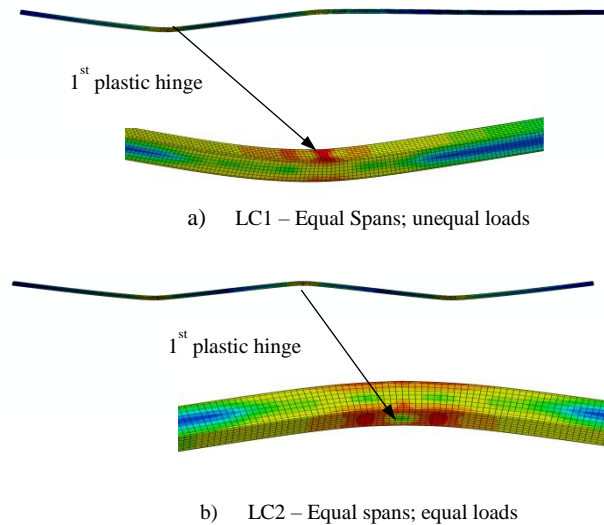 1st plastic hinge
a) LC1 – Equal Spans; unequal loads
1st plastic hinge
b) LC2 – Equal spans; equal loads